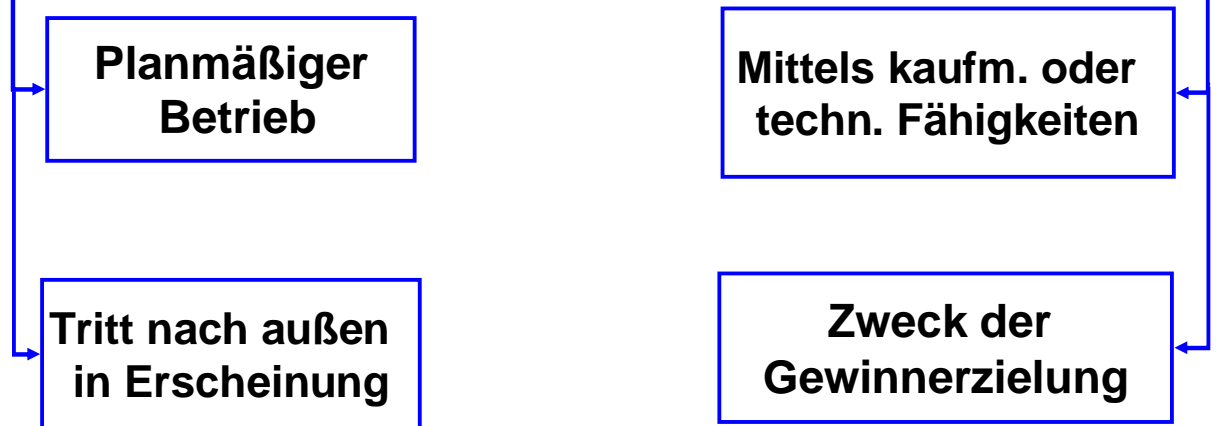 Planmäßiger
Betrieb
Mittels kaufm. oder
techn. Fähigkeiten
Tritt nach außen
in Erscheinung
Zweck der
Gewinnerzielung